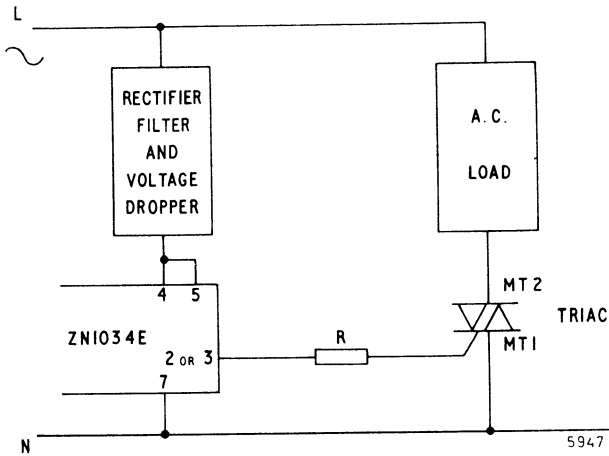 L
RECTIFIER
FILTER
AND
VOLTAGE
DROPPER
A.C.
LOAD
4 5
MT2
TRIAC
MT1
ZN1034E
2 OR 3
R
7
N
5947